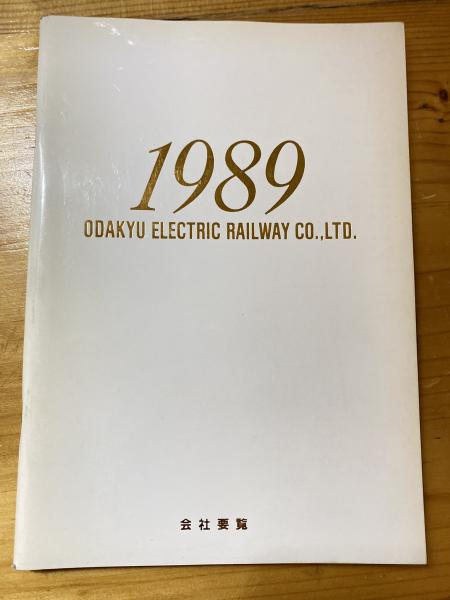 1989
ODAKYU ELECTRIC RAILWAY CO.,LTD.
会社要覧